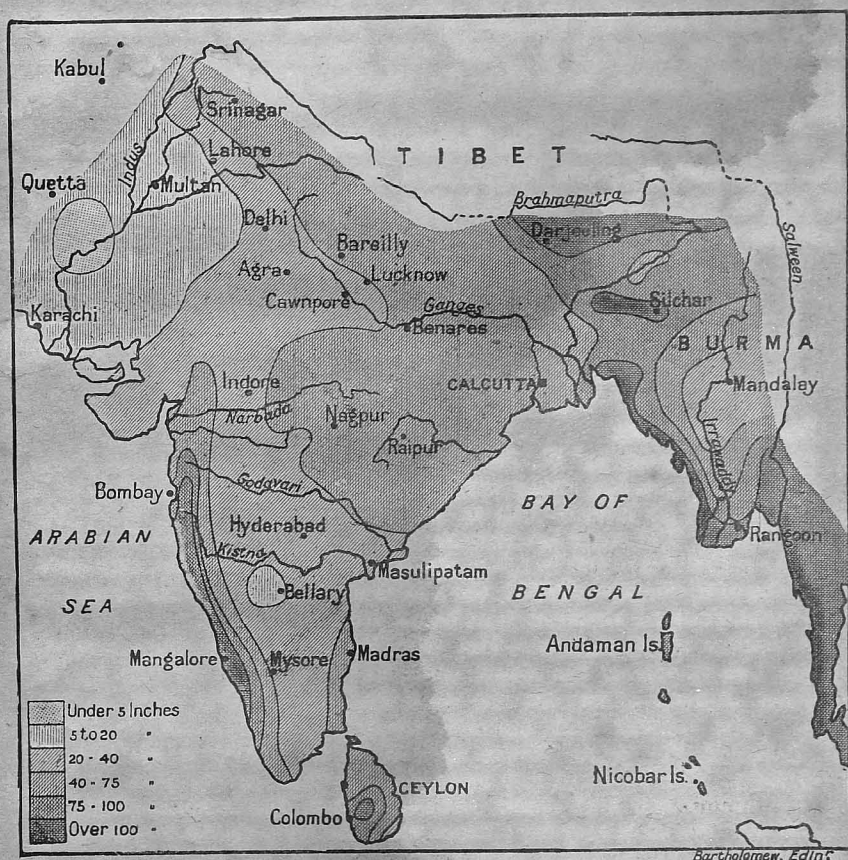 Kabul
Srinagar
Indus
Lahore
TIBET
Quetta
Multan
Brahmaputra
Delhi
Darjeeling
Salween
Bareilly
Agra
Lucknow
Cawnpore
Ganges
Karachi
Silchar
Benares
BURMA
Indore
CALCUTTA
Mandalay
Narbada
Nagpur
Raipur
Irrawaddy
Godavari
Bombay
BAY OF
ARABIAN
Hyderabad
Rangoon
Kistna
Masulipatam
Bellary
BENGAL
SEA
Andaman Is.
Mangalore
Mysore
Madras
Under 5 Inches
5 to 20 "
20 - 40 "
40 - 75 "
75 - 100 "
Over 100 "
Nicobar Is.
CEYLON
Colombo
Bartholomew, Edinr